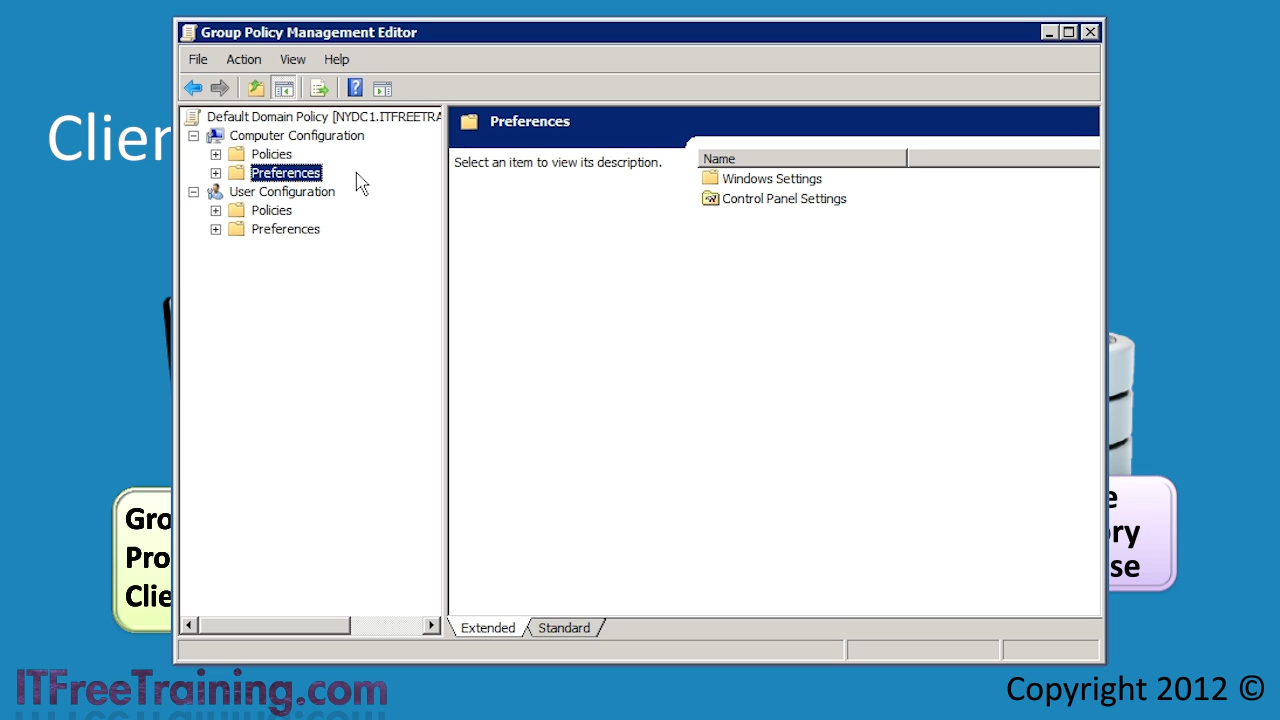 Group Policy Management Editor
File Action View Help
Clien
Default Domain Policy [NYDC1.ITFREETRA
Computer Configuration
Policies
Preferences
User Configuration
Policies
Preferences
Preferences
Select an item to view its description.
Name
Windows Settings
Control Panel Settings
Gro
Pro
Clie
e
ory
se
Extended Standard
ITFreeTraining.com
Copyright 2012 ©